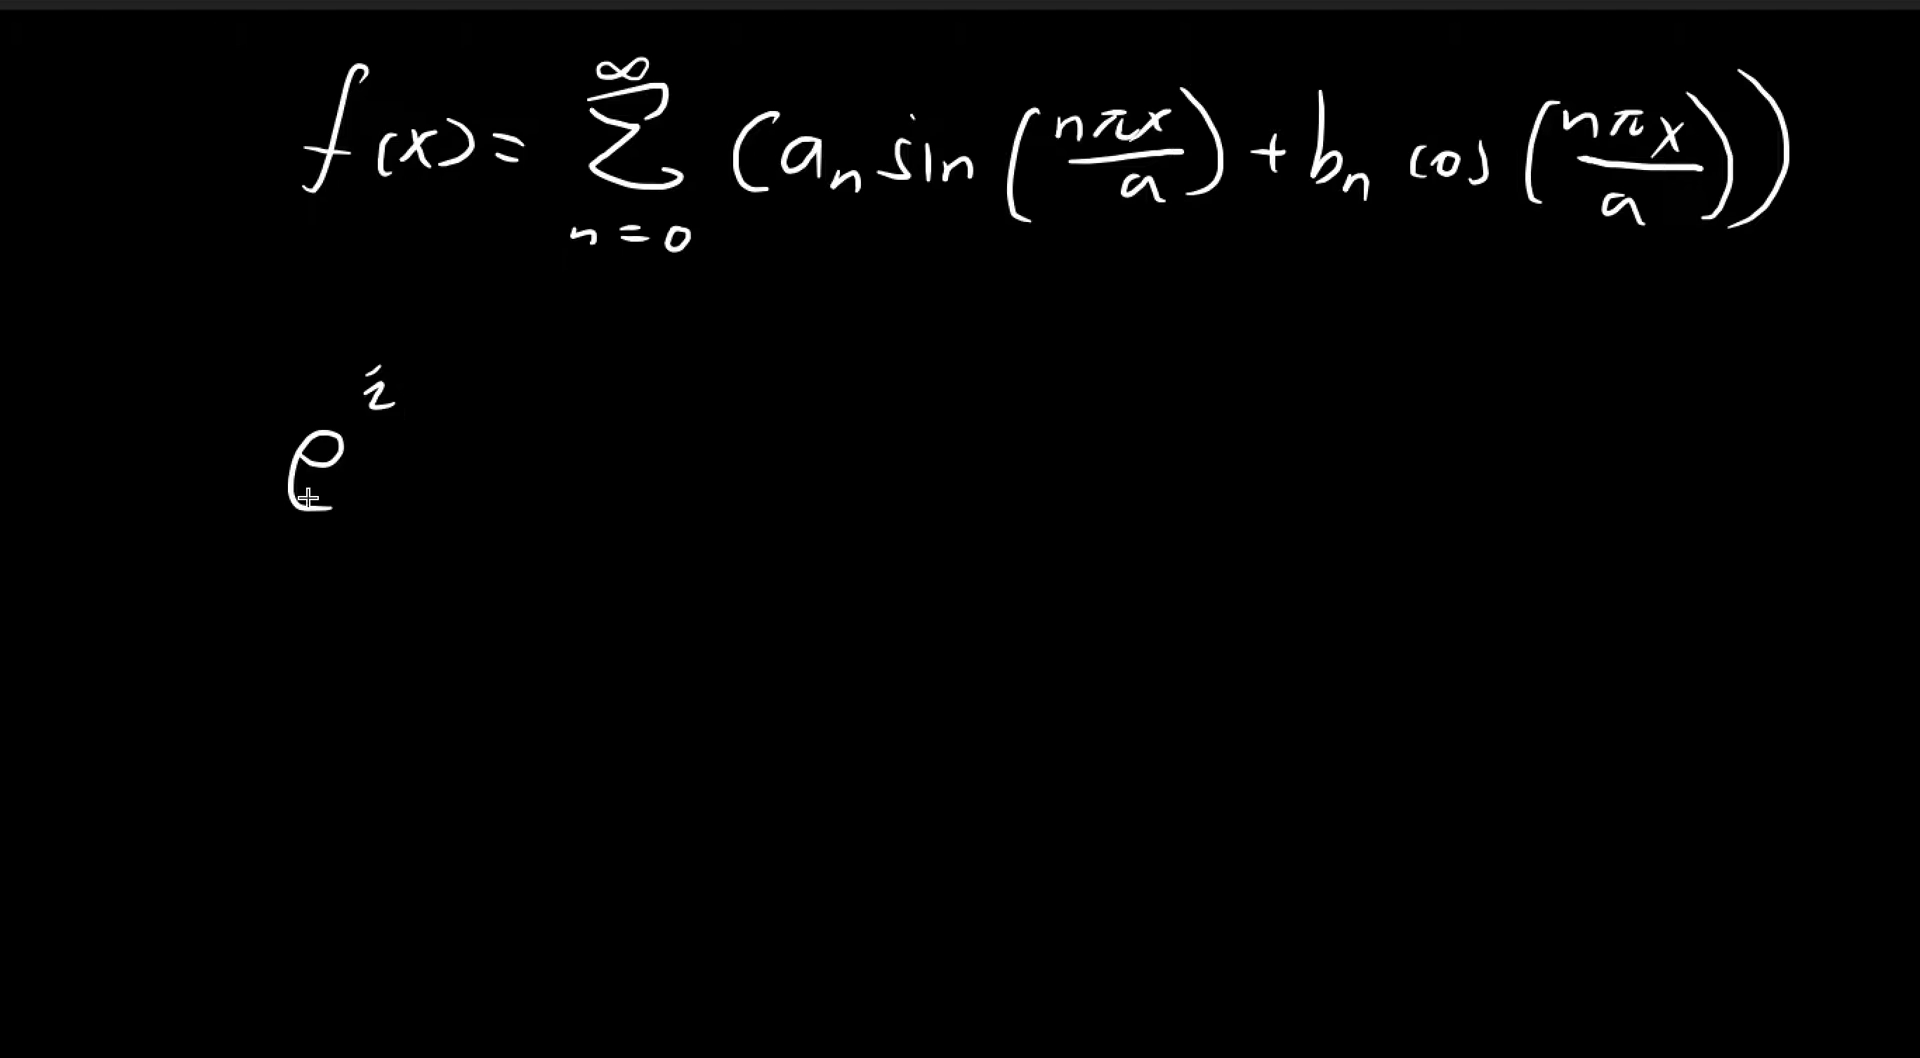 f(x) = ∑_{n=0}^{∞} (a_n sin(nπx/a) + b_n cos(nπx/a))
e^i